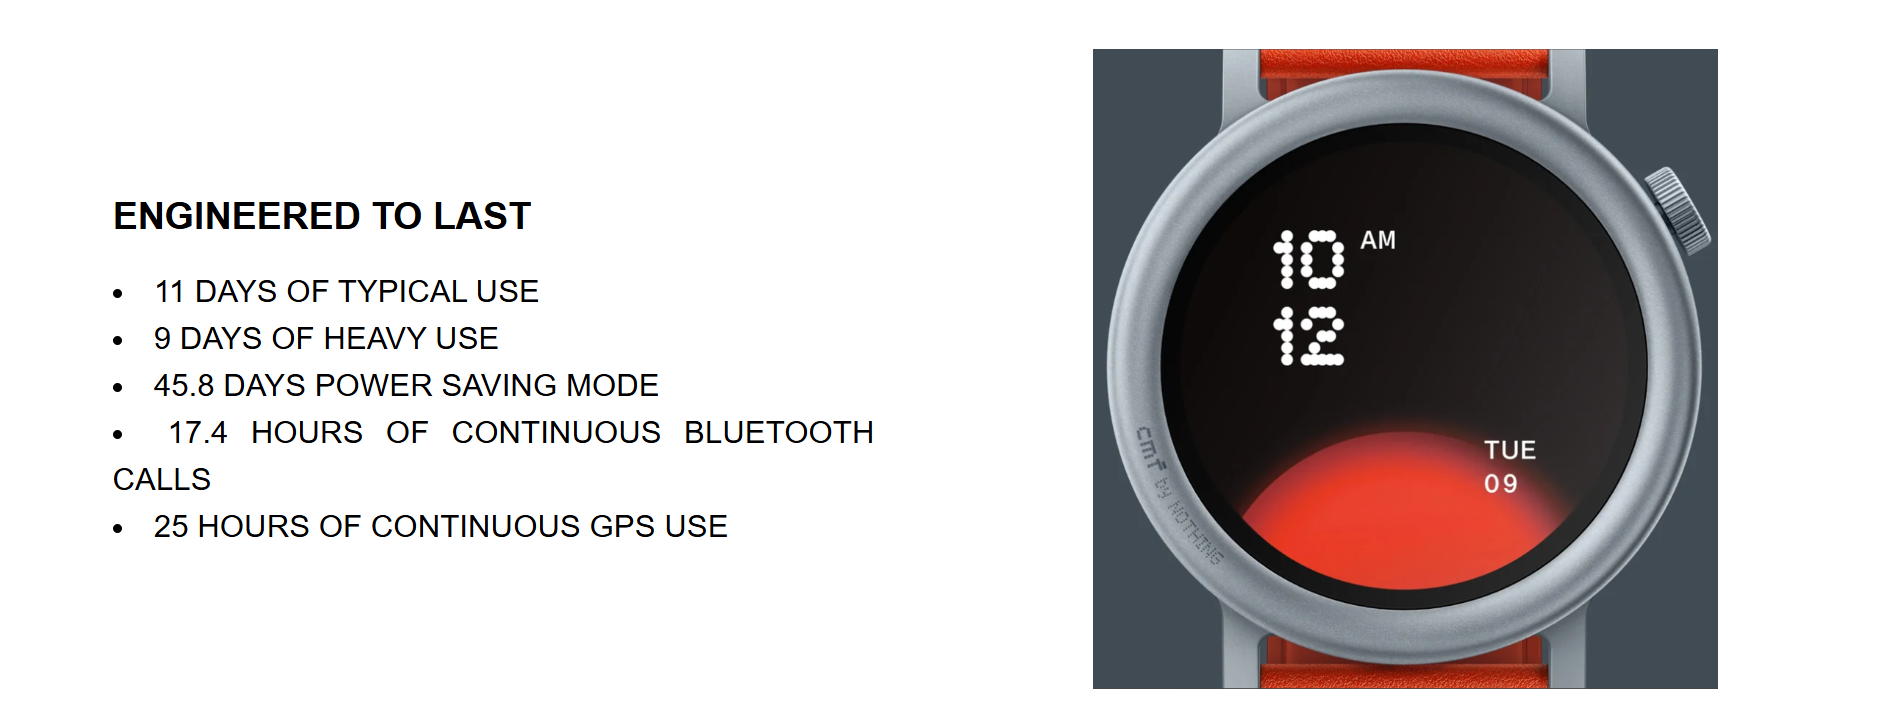 ENGINEERED TO LAST
• 11 DAYS OF TYPICAL USE
• 9 DAYS OF HEAVY USE
• 45.8 DAYS POWER SAVING MODE
• 17.4 HOURS OF CONTINUOUS BLUETOOTH
CALLS
• 25 HOURS OF CONTINUOUS GPS USE
10 AM
12
TUE
09
cmf by NOTHING